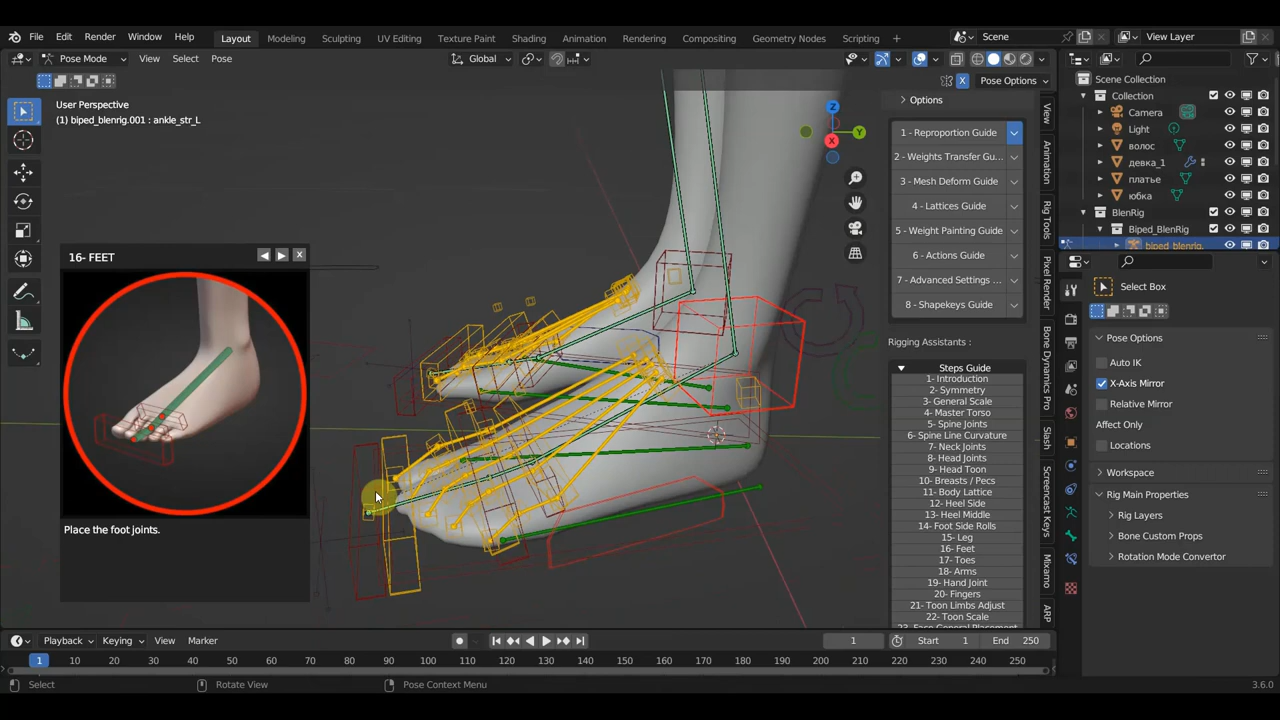 File Edit Render Window Help Layout Modeling Sculpting UV Editing Texture Paint Shading Animation Rendering Compositing Geometry Nodes Scripting + Scene View Layer
Pose Mode View Select Pose Global
X Pose Options
User Perspective
(1) biped_blenrig.001 : ankle_str_L
Z
Y
X
Options
1 - Reproportion Guide
2 - Weights Transfer Gu...
3 - Mesh Deform Guide
4 - Lattices Guide
5 - Weight Painting Guide
6 - Actions Guide
7 - Advanced Settings ...
8 - Shapekeys Guide
Rigging Assistants :
Steps Guide
1- Introduction
2- Symmetry
3- General Scale
4- Master Torso
5- Spine Joints
6- Spine Line Curvature
7- Neck Joints
8- Head Joints
9- Head Toon
10- Breasts / Pecs
11- Body Lattice
12- Heel Side
13- Heel Middle
14- Foot Side Rolls
15- Leg
16- Feet
17- Toes
18- Arms
19- Hand Joint
20- Fingers
21- Toon Limbs Adjust
22- Toon Scale
View
Animation
Rig Tools
Pixel Render
Bone Dynamics Pro
Slash
Screencast Keys
Mixamo
ARP
Scene Collection
Collection
Camera
Light
волос
девка_1
платье
юбка
BlenRig
Biped_BlenRig
biped_blenrig.
Select Box
Pose Options
Auto IK
X-Axis Mirror
Relative Mirror
Affect Only
Locations
Workspace
Rig Main Properties
Rig Layers
Bone Custom Props
Rotation Mode Convertor
16- FEET
Place the foot joints.
Playback Keying View Marker 1 Start 1 End 250
1 10 20 30 40 50 60 70 80 90 100 110 120 130 140 150 160 170 180 190 200 210 220 230 240 250
Select Rotate View Pose Context Menu 3.6.0